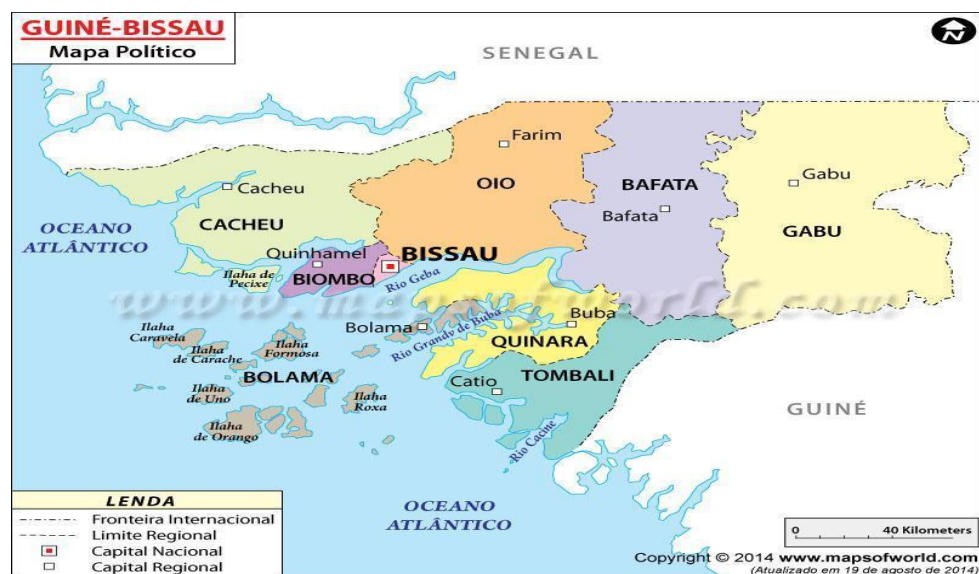 GUINÉ-BISSAU
Mapa Político
N
SENEGAL
Farim
Cacheu
OIO
BAFATA
Gabu
CACHEU
Bafata
GABU
OCEANO
ATLÂNTICO
Quinhamel
BISSAU
BIOMBO
Ilaha de
Pecixe
Rio Geba
www.mapsofworld.com
Bolama
Buba
Rio Grandv de Buba
QUINARA
Ilaha
Caravela
Ilaha
de Carache
Ilaha
Formosa
BOLAMA
Catio
TOMBALI
Ilaha
de Uno
Ilaha
Roxa
GUINÉ
Ilaha
de Orango
Rio Cacine
OCEANO
ATLÂNTICO
LENDA
Fronteira Internacional
Limite Regional
Capital Nacional
Capital Regional
0 40 Kilometers
Copyright © 2014 www.mapsofworld.com
(Atualizado em 19 de agosto de 2014)